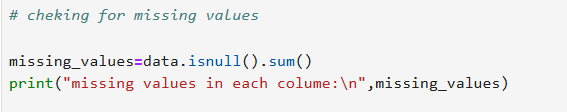 # cheking for missing values
missing_values=data.isnull().sum()
print("missing values in each colume:\n",missing_values)